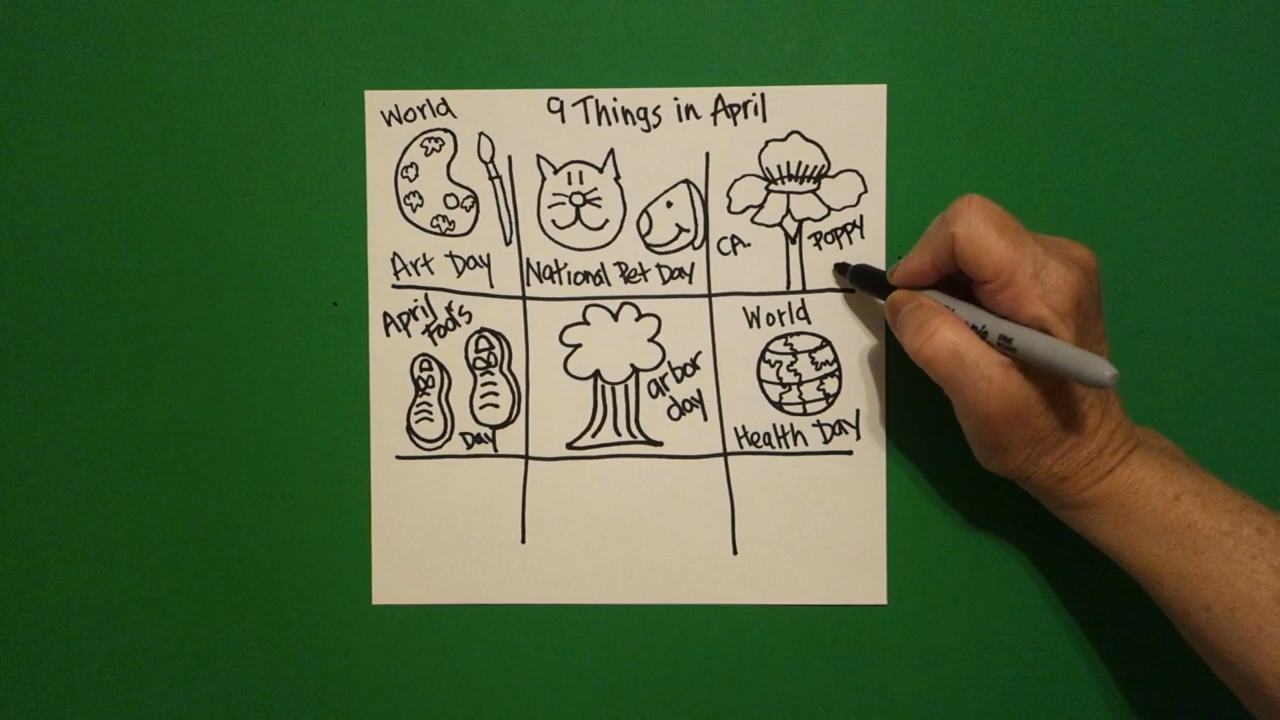 9 Things in April
World
Art Day
National Pet Day
CA. POPPY
April
Fool's
Day
arbor
day
World
Health Day